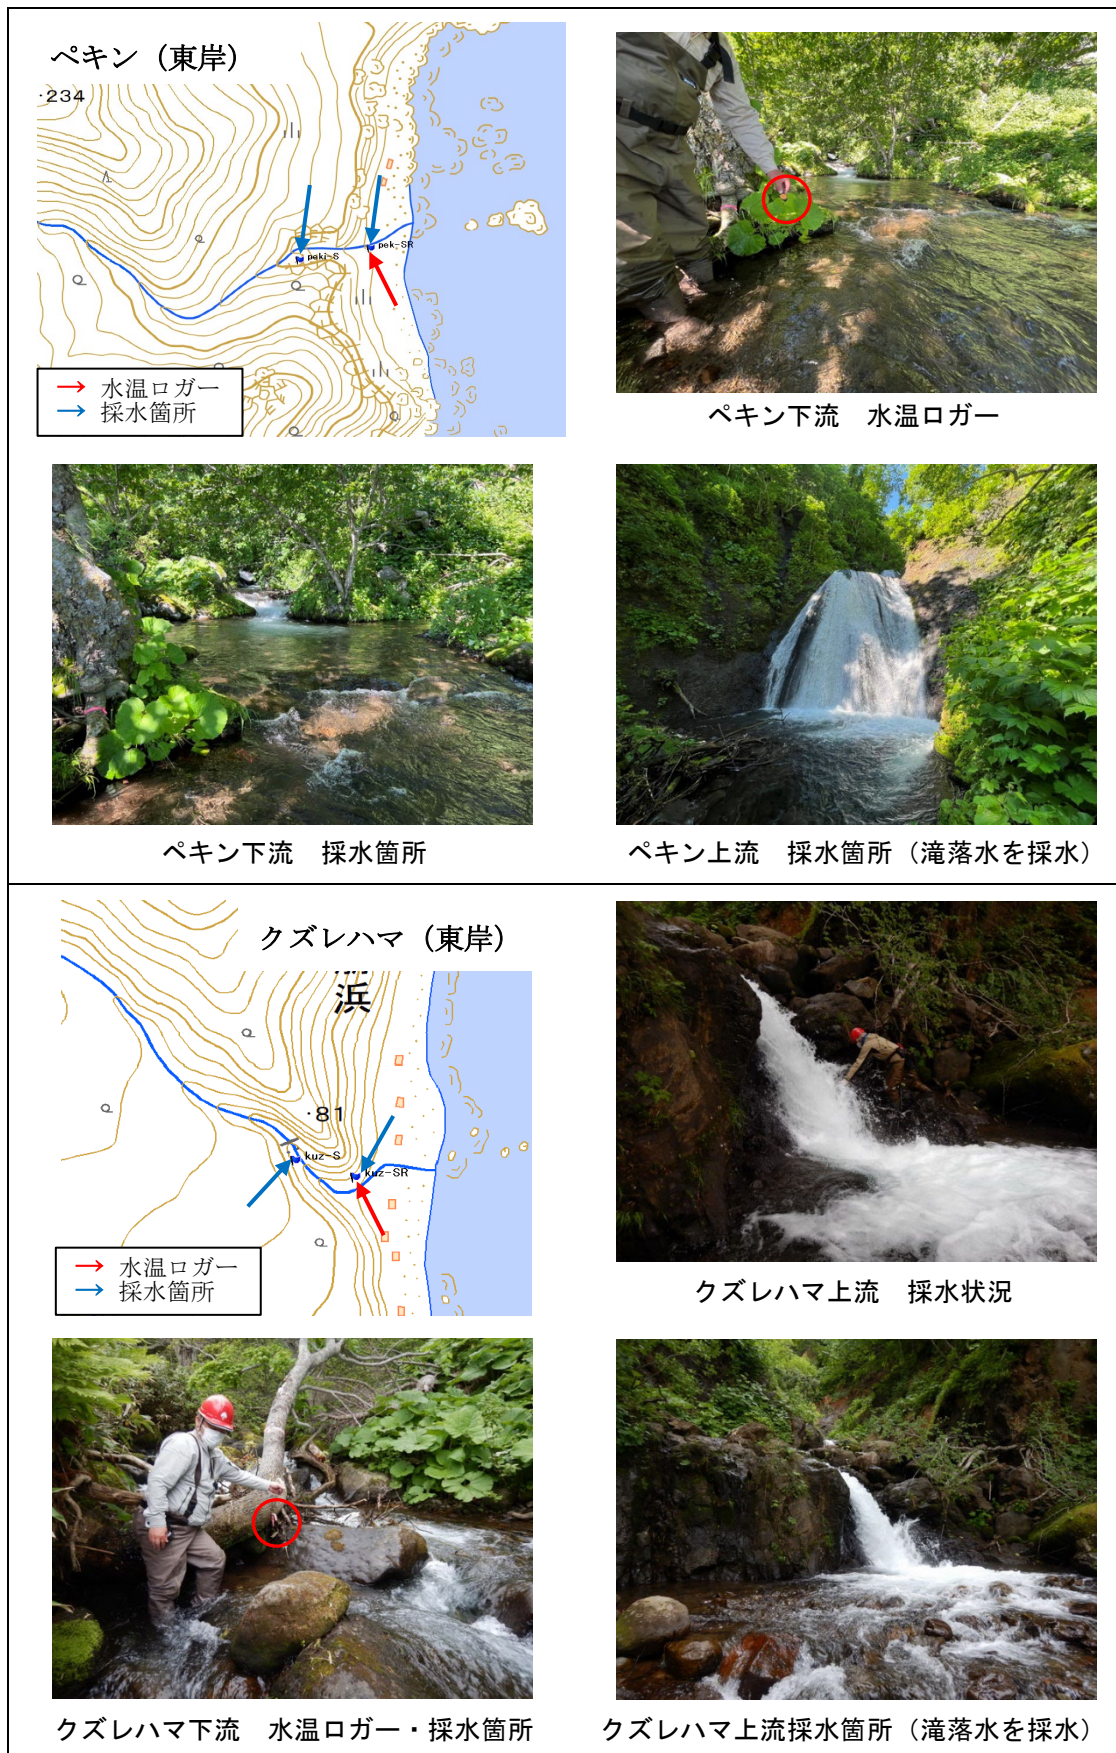 ペキン（東岸）
·234
peki-S
pek-SR
水温ロガー
採水箇所
ペキン下流　水温ロガー
ペキン下流　採水箇所
ペキン上流　採水箇所（滝落水を採水）
クズレハマ（東岸）
浜
·81
kuz-S
kuz-SR
水温ロガー
採水箇所
クズレハマ上流　採水状況
クズレハマ下流　水温ロガー・採水箇所
クズレハマ上流採水箇所（滝落水を採水）